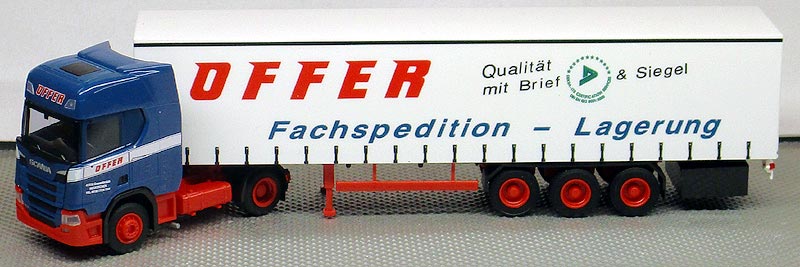 OFFER
Qualität
mit Brief & Siegel
Fachspedition - Lagerung
OFFER
OFFER
SCANIA